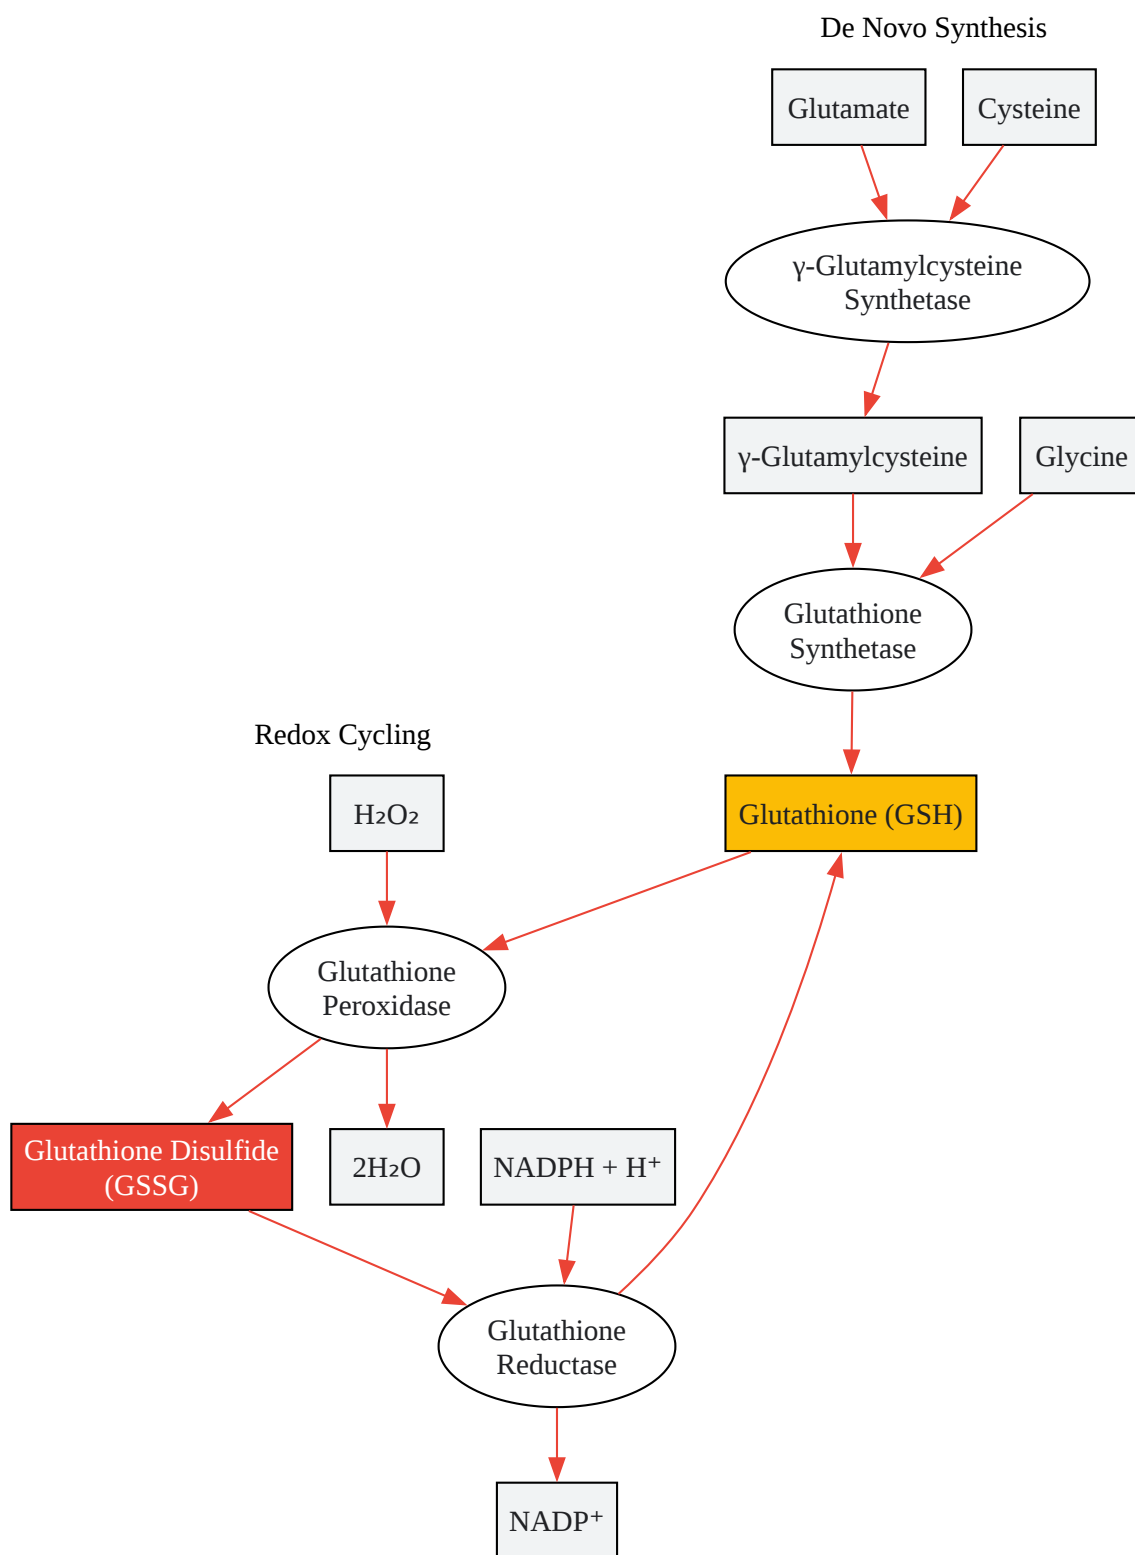 De Novo Synthesis
Glutamate
Cysteine
γ-Glutamylcysteine
Synthetase
γ-Glutamylcysteine
Glycine
Glutathione
Synthetase
Redox Cycling
H₂O₂
Glutathione (GSH)
Glutathione
Peroxidase
Glutathione Disulfide
(GSSG)
2H₂O
NADPH + H⁺
Glutathione
Reductase
NADP⁺